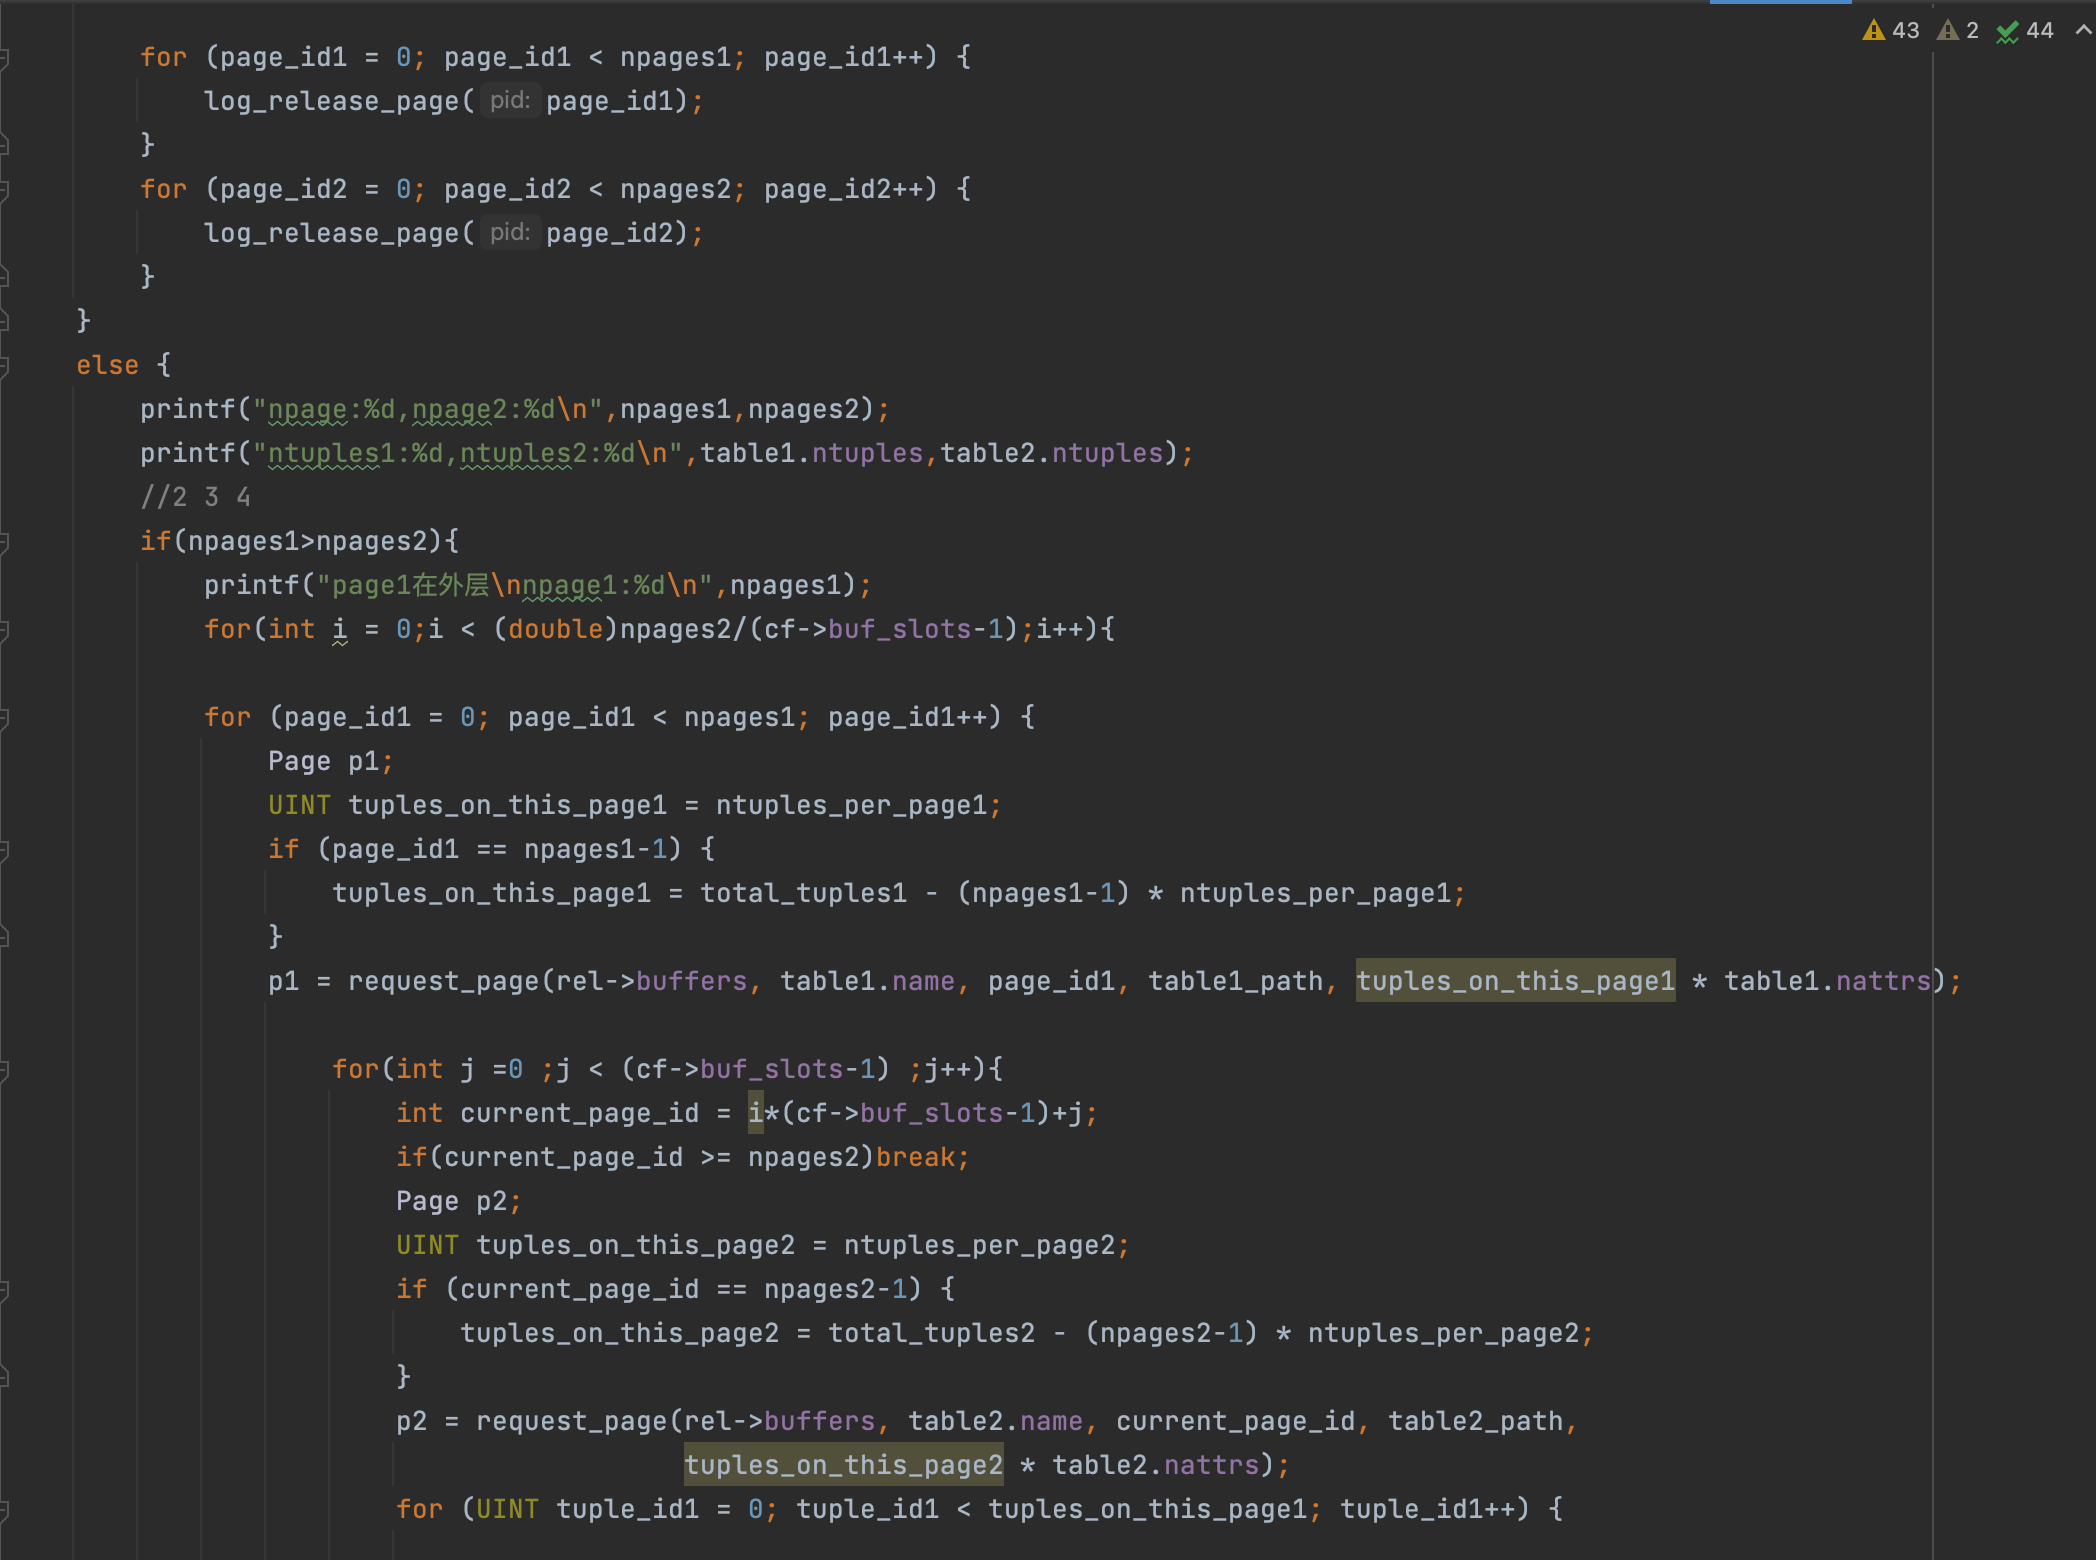 43 2 44
for (page_id1 = 0; page_id1 < npages1; page_id1++) {
log_release_page( pid: page_id1);
}
for (page_id2 = 0; page_id2 < npages2; page_id2++) {
log_release_page( pid: page_id2);
}
}
else {
printf("npage:%d,npage2:%d\n",npages1,npages2);
printf("ntuples1:%d,ntuples2:%d\n",table1.ntuples,table2.ntuples);
//2 3 4
if(npages1>npages2){
printf("page1在外层\nnpage1:%d\n",npages1);
for(int i = 0;i < (double)npages2/(cf->buf_slots-1);i++){
for (page_id1 = 0; page_id1 < npages1; page_id1++) {
Page p1;
UINT tuples_on_this_page1 = ntuples_per_page1;
if (page_id1 == npages1-1) {
tuples_on_this_page1 = total_tuples1 - (npages1-1) * ntuples_per_page1;
}
p1 = request_page(rel->buffers, table1.name, page_id1, table1_path, tuples_on_this_page1 * table1.nattrs);
for(int j =0 ;j < (cf->buf_slots-1) ;j++){
int current_page_id = i*(cf->buf_slots-1)+j;
if(current_page_id >= npages2)break;
Page p2;
UINT tuples_on_this_page2 = ntuples_per_page2;
if (current_page_id == npages2-1) {
tuples_on_this_page2 = total_tuples2 - (npages2-1) * ntuples_per_page2;
}
p2 = request_page(rel->buffers, table2.name, current_page_id, table2_path,
tuples_on_this_page2 * table2.nattrs);
for (UINT tuple_id1 = 0; tuple_id1 < tuples_on_this_page1; tuple_id1++) {